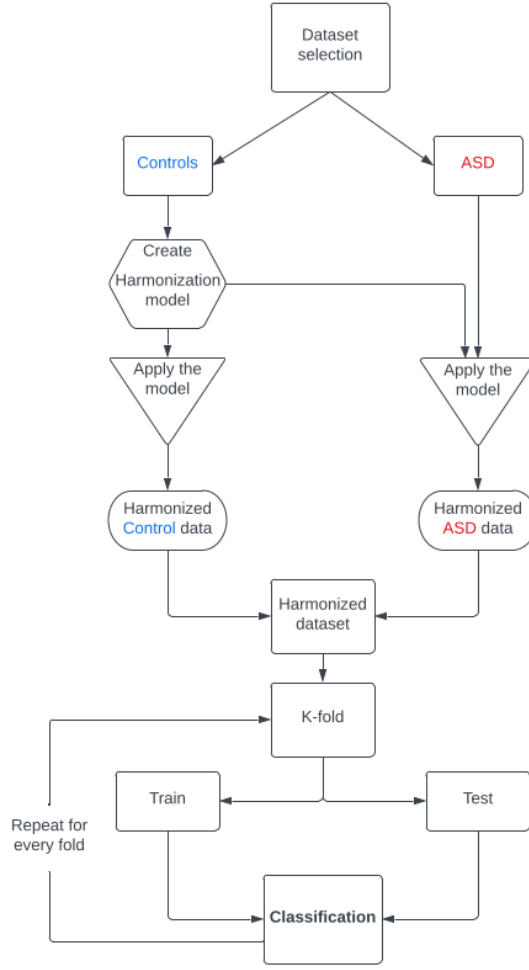 Dataset
selection
Controls
ASD
Create
Harmonization
model
Apply the
model
Apply the
model
Harmonized
Control data
Harmonized
ASD data
Harmonized
dataset
K-fold
Train
Test
Repeat for
every fold
Classification